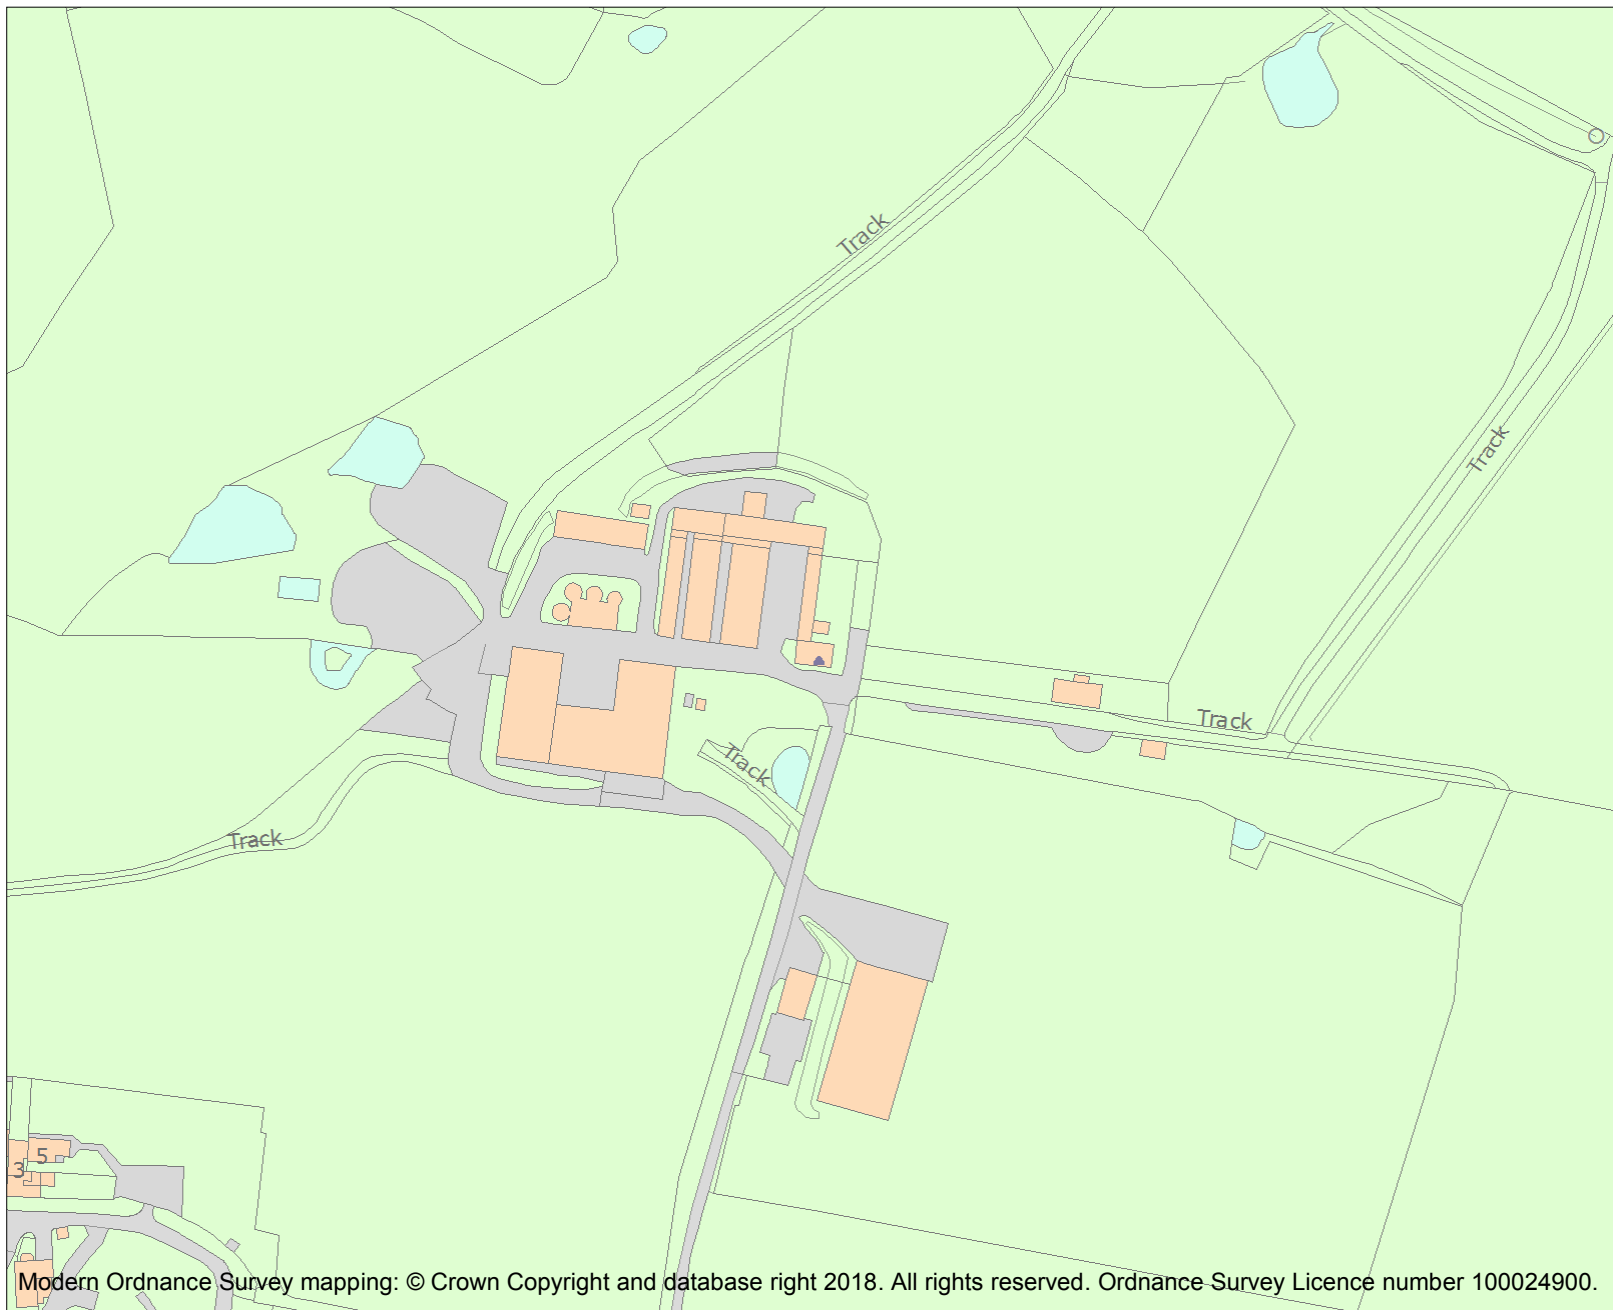 Track
Track
Track
Track
Track
5
3
Modern Ordnance Survey mapping: © Crown Copyright and database right 2018. All rights reserved. Ordnance Survey Licence number 100024900.